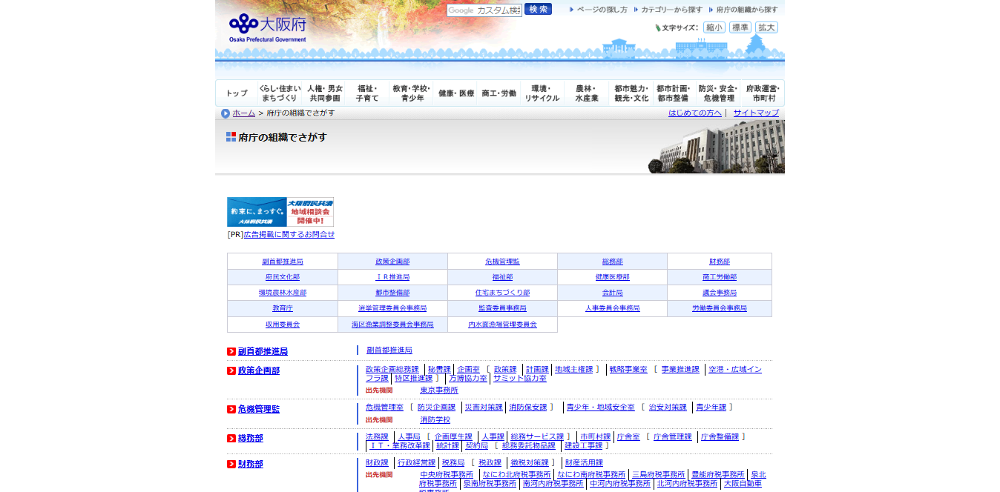 大阪府
Osaka Prefectural Government
Google カスタム検索
検索
ページの探し方 カテゴリーから探す 府庁の組織から探す
文字サイズ： 縮小 標準 拡大
トップ
くらし・住まい
まちづくり
人権・男女
共同参画
福祉・
子育て
教育・学校・
青少年
健康・医療
商工・労働
環境・
リサイクル
農林・
水産業
都市魅力・
観光・文化
都市計画・
都市整備
防災・安全・
危機管理
府政運営・
市町村
ホーム > 府庁の組織でさがす
はじめての方へ | サイトマップ
府庁の組織でさがす
約束に、まっすぐ。
大阪府民共済
大阪府民共済
地域相談会
開催中!
[PR]広告掲載に関するお問合せ
副首都推進局 政策企画部 危機管理監 総務部 財務部
府民文化部 ＩＲ推進局 福祉部 健康医療部 商工労働部
環境農林水産部 都市整備部 住宅まちづくり部 会計局 議会事務局
教育庁 選挙管理委員会事務局 監査委員事務局 人事委員会事務局 労働委員会事務局
収用委員会 海区漁業調整委員会事務局 内水面漁場管理委員会
副首都推進局 副首都推進局
政策企画部 政策企画総務課 | 秘書課 | 企画室 [ 政策課 | 計画課 | 地域主権課 ] | 戦略事業室 [ 事業推進課 | 空港・広域イン
フラ課 | 特区推進課 ] | 万博協力室 | サミット協力室
出先機関 東京事務所
危機管理監 危機管理室 [ 防災企画課 | 災害対策課 | 消防保安課 ] | 青少年・地域安全室 [ 治安対策課 | 青少年課 ]
出先機関 消防学校
総務部 法務課 | 人事局 [ 企画厚生課 | 人事課 | 総務サービス課 ] | 市町村課 | 庁舎室 [ 庁舎管理課 | 庁舎整備課 ]
| ＩＴ・業務改革課 | 統計課 | 契約局 [ 総務委託物品課 | 建設工事課 ]
財務部 財政課 | 行政経営課 | 税務局 [ 税政課 | 徴税対策課 ] | 財産活用課
出先機関 中央府税事務所 | なにわ北府税事務所 | なにわ南府税事務所 | 三島府税事務所 | 豊能府税事務所 | 泉北
府税事務所 | 泉南府税事務所 | 南河内府税事務所 | 中河内府税事務所 | 北河内府税事務所 | 大阪自動車
税事務所